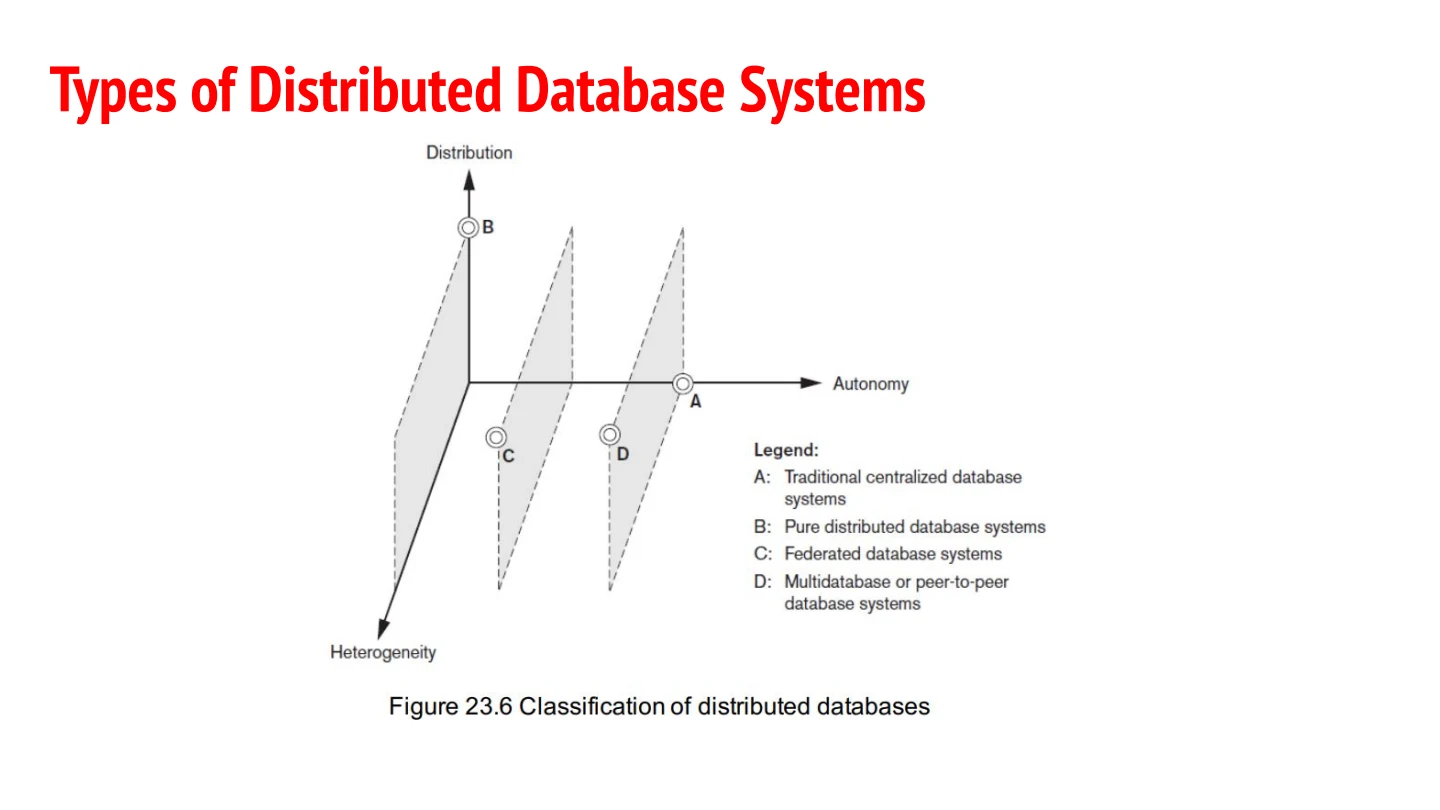 Types of Distributed Database Systems
Distribution
B
Autonomy
A
C
D
Legend:
A: Traditional centralized database
systems
B: Pure distributed database systems
C: Federated database systems
D: Multidatabase or peer-to-peer
database systems
Heterogeneity
Figure 23.6 Classification of distributed databases